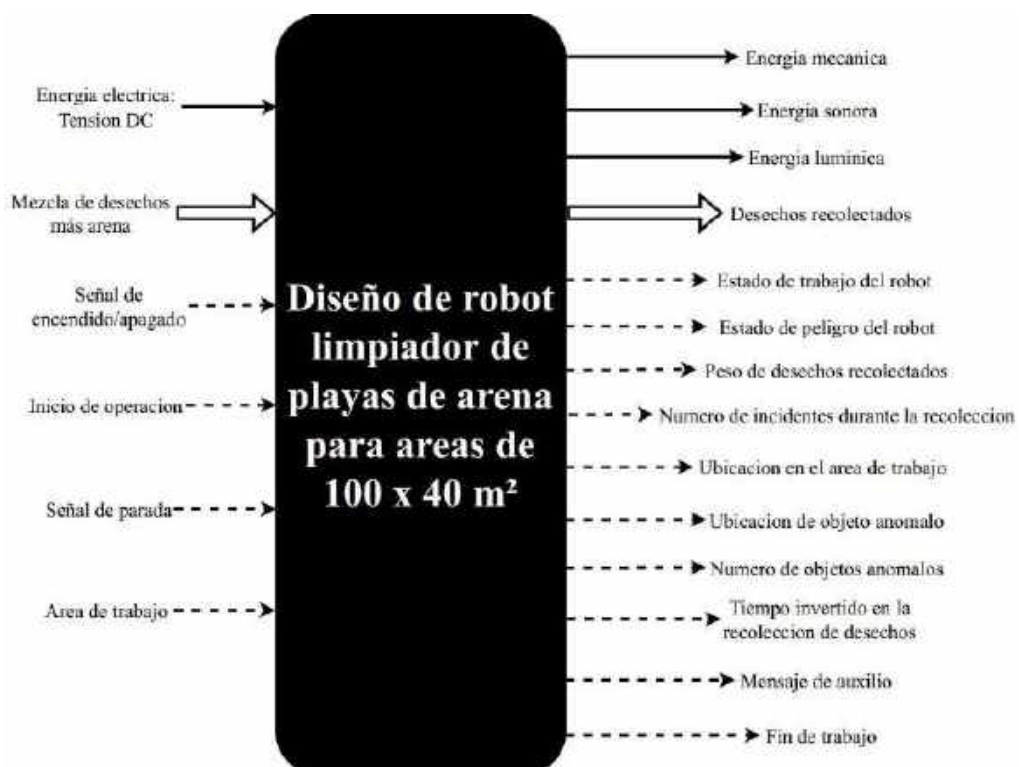 Energia electrica:
Tension DC
Mezcla de desechos
más arena
Señal de
encendido/apagado
Inicio de operacion
Señal de parada
Area de trabajo
Diseño de robot
limpiador de
playas de arena
para areas de
100 x 40 m²
Energia mecanica
Energia sonora
Energia luminica
Desechos recolectados
Estado de trabajo del robot
Estado de peligro del robot
Peso de desechos recolectados
Numero de incidentes durante la recoleccion
Ubicacion en el area de trabajo
Ubicacion de objeto anomalo
Numero de objetos anomalos
Tiempo invertido en la
recoleccion de desechos
Mensaje de auxilio
Fin de trabajo